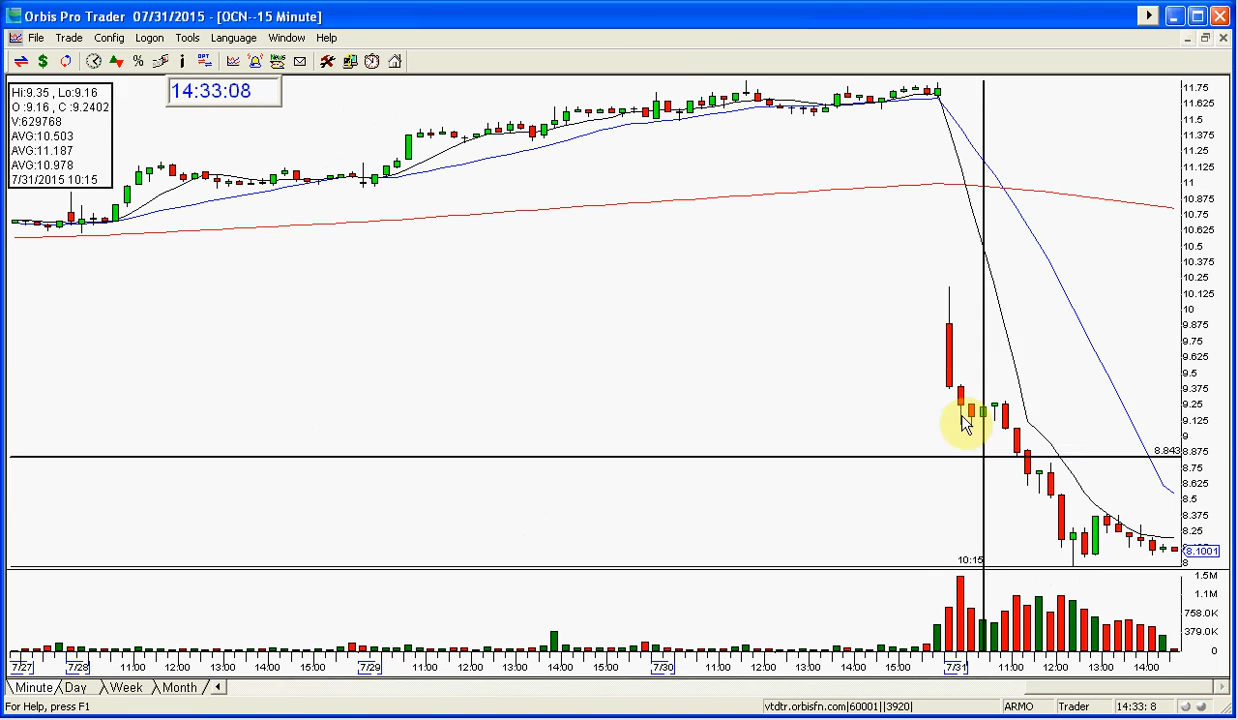 Orbis Pro Trader 07/31/2015 - [OCN--15 Minute]
File Trade Config Logon Tools Language Window Help
Hi:9.35 , Lo:9.16
O :9.16 , C :9.2402
V:629768
AVG:10.503
AVG:11.187
AVG:10.978
7/31/2015 10:15
14:33:08
11.75
11.625
11.5
11.375
11.25
11.125
11
10.875
10.75
10.625
10.5
10.375
10.25
10.125
10
9.875
9.75
9.625
9.5
9.375
9.25
9.125
9
8.843
8.875
8.75
8.625
8.5
8.375
8.25
8.1001
8
10:15
1.5M
1.1M
758.0K
379.0K
0
7/27 7/28 11:00 12:00 13:00 14:00 15:00 7/29 11:00 12:00 13:00 14:00 15:00 7/30 11:00 12:00 13:00 14:00 15:00 7/31 11:00 12:00 13:00 14:00
Minute Day Week Month
For Help, press F1 vtdtr.orbisfn.com|60001||3920| ARMO Trader 14:33: 8